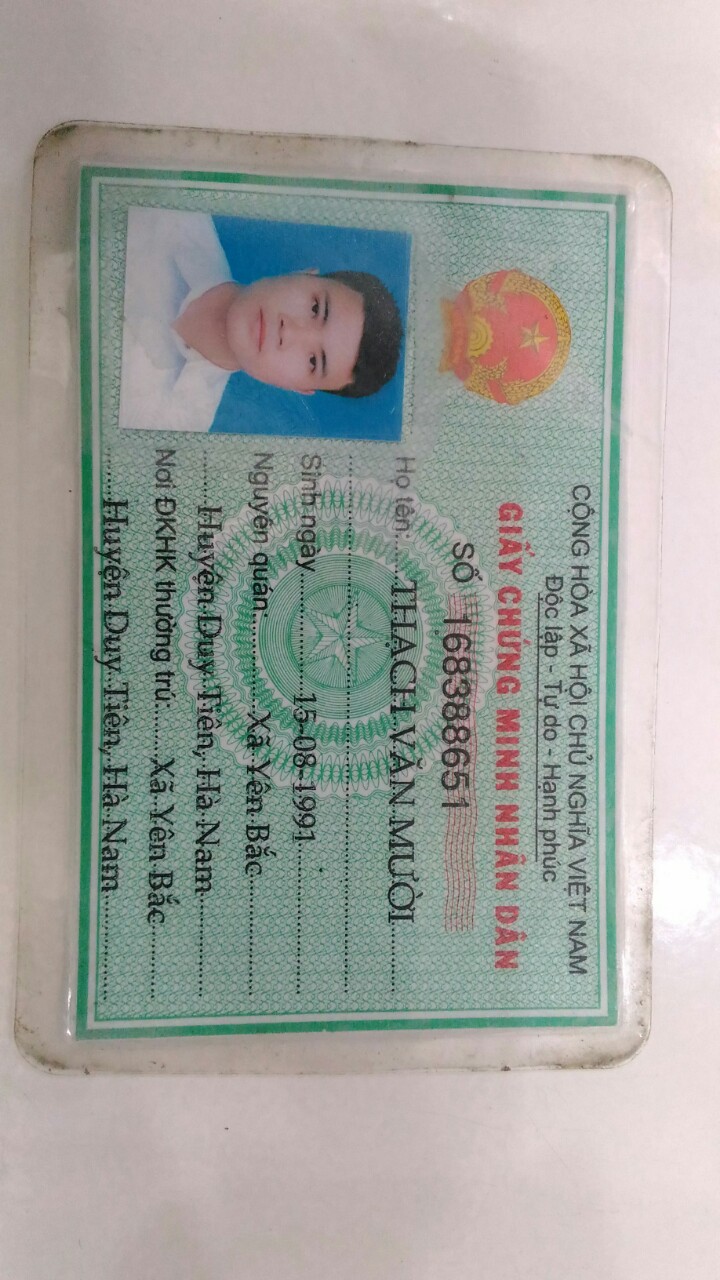 CỘNG HÒA XÃ HỘI CHỦ NGHĨA VIỆT NAM
Độc lập - Tự do - Hạnh phúc
GIẤY CHỨNG MINH NHÂN DÂN
SỐ 168388651
Họ tên: THẠCH VĂN MƯỜI
Sinh ngày 15-08-1991
Nguyên quán: Xã Yên Bắc
Huyện Duy Tiên, Hà Nam
Nơi ĐKHK thường trú: Xã Yên Bắc
Huyện Duy Tiên, Hà Nam